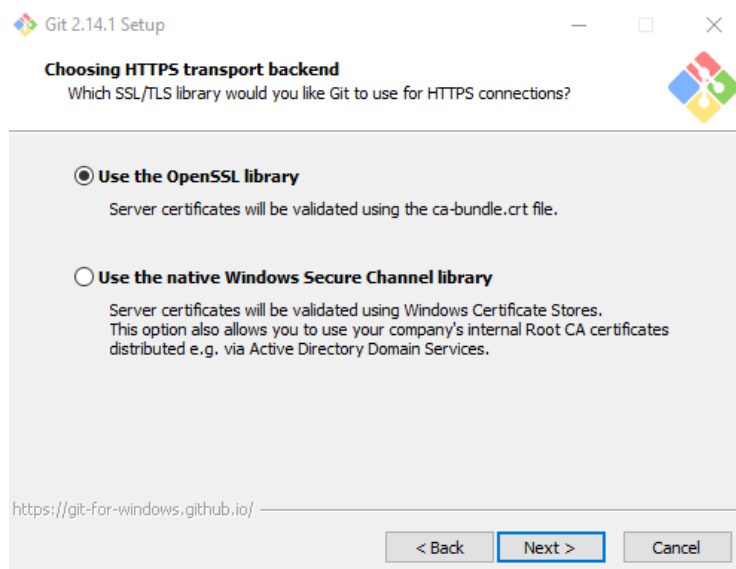 Git 2.14.1 Setup
Choosing HTTPS transport backend
Which SSL/TLS library would you like Git to use for HTTPS connections?
Use the OpenSSL library
Server certificates will be validated using the ca-bundle.crt file.
Use the native Windows Secure Channel library
Server certificates will be validated using Windows Certificate Stores.
This option also allows you to use your company's internal Root CA certificates
distributed e.g. via Active Directory Domain Services.
https://git-for-windows.github.io/
< Back Next > Cancel